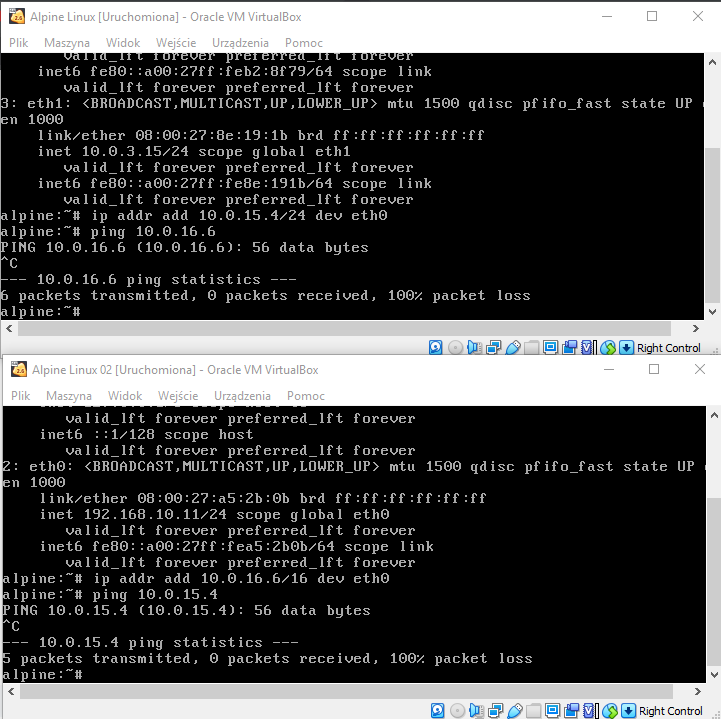 Alpine Linux [Uruchomiona] - Oracle VM VirtualBox
Plik Maszyna Widok Wejście Urządzenia Pomoc
valid_lft forever preferred_lft forever
inet6 fe80::a00:27ff:feb2:8f79/64 scope link
valid_lft forever preferred_lft forever
3: eth1: <BROADCAST,MULTICAST,UP,LOWER_UP> mtu 1500 qdisc pfifo_fast state UP
en 1000
link/ether 08:00:27:8e:19:1b brd ff:ff:ff:ff:ff:ff
inet 10.0.3.15/24 scope global eth1
valid_lft forever preferred_lft forever
inet6 fe80::a00:27ff:fe8e:191b/64 scope link
valid_lft forever preferred_lft forever
alpine:~# ip addr add 10.0.15.4/24 dev eth0
alpine:~# ping 10.0.16.6
PING 10.0.16.6 (10.0.16.6): 56 data bytes
^C
--- 10.0.16.6 ping statistics ---
6 packets transmitted, 0 packets received, 100% packet loss
alpine:~#
Right Control
Alpine Linux 02 [Uruchomiona] - Oracle VM VirtualBox
Plik Maszyna Widok Wejście Urządzenia Pomoc
valid_lft forever preferred_lft forever
inet6 ::1/128 scope host
valid_lft forever preferred_lft forever
2: eth0: <BROADCAST,MULTICAST,UP,LOWER_UP> mtu 1500 qdisc pfifo_fast state UP
en 1000
link/ether 08:00:27:a5:2b:0b brd ff:ff:ff:ff:ff:ff
inet 192.168.10.11/24 scope global eth0
valid_lft forever preferred_lft forever
inet6 fe80::a00:27ff:fea5:2b0b/64 scope link
valid_lft forever preferred_lft forever
alpine:~# ip addr add 10.0.16.6/16 dev eth0
alpine:~# ping 10.0.15.4
PING 10.0.15.4 (10.0.15.4): 56 data bytes
^C
--- 10.0.15.4 ping statistics ---
5 packets transmitted, 0 packets received, 100% packet loss
alpine:~#
Right Control